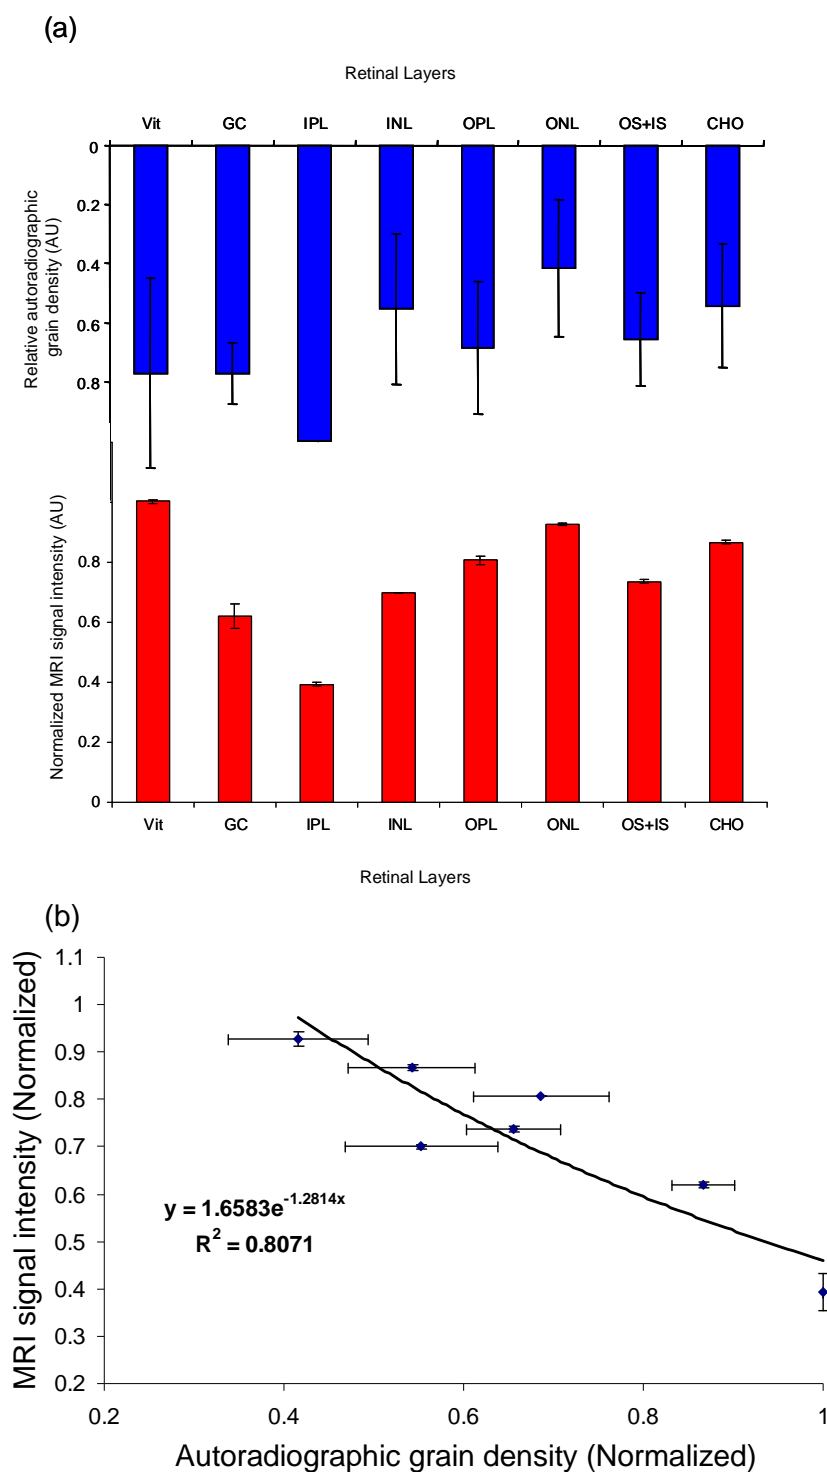 (a)
Retinal Layers
Vit GC IPL INL OPL ONL OS+IS CHO
0
0.2
0.4
0.6
0.8
Relative autoradiographic
grain density (AU)
0.8
0.6
0.4
0.2
0
Normalized MRI signal intensity (AU)
Vit GC IPL INL OPL ONL OS+IS CHO
Retinal Layers
(b)
1.1
1
0.9
0.8
0.7
0.6
0.5
0.4
0.3
0.2
MRI signal intensity (Normalized)
y = 1.6583e^-1.2814x
R^2 = 0.8071
0.2 0.4 0.6 0.8 1
Autoradiographic grain density (Normalized)